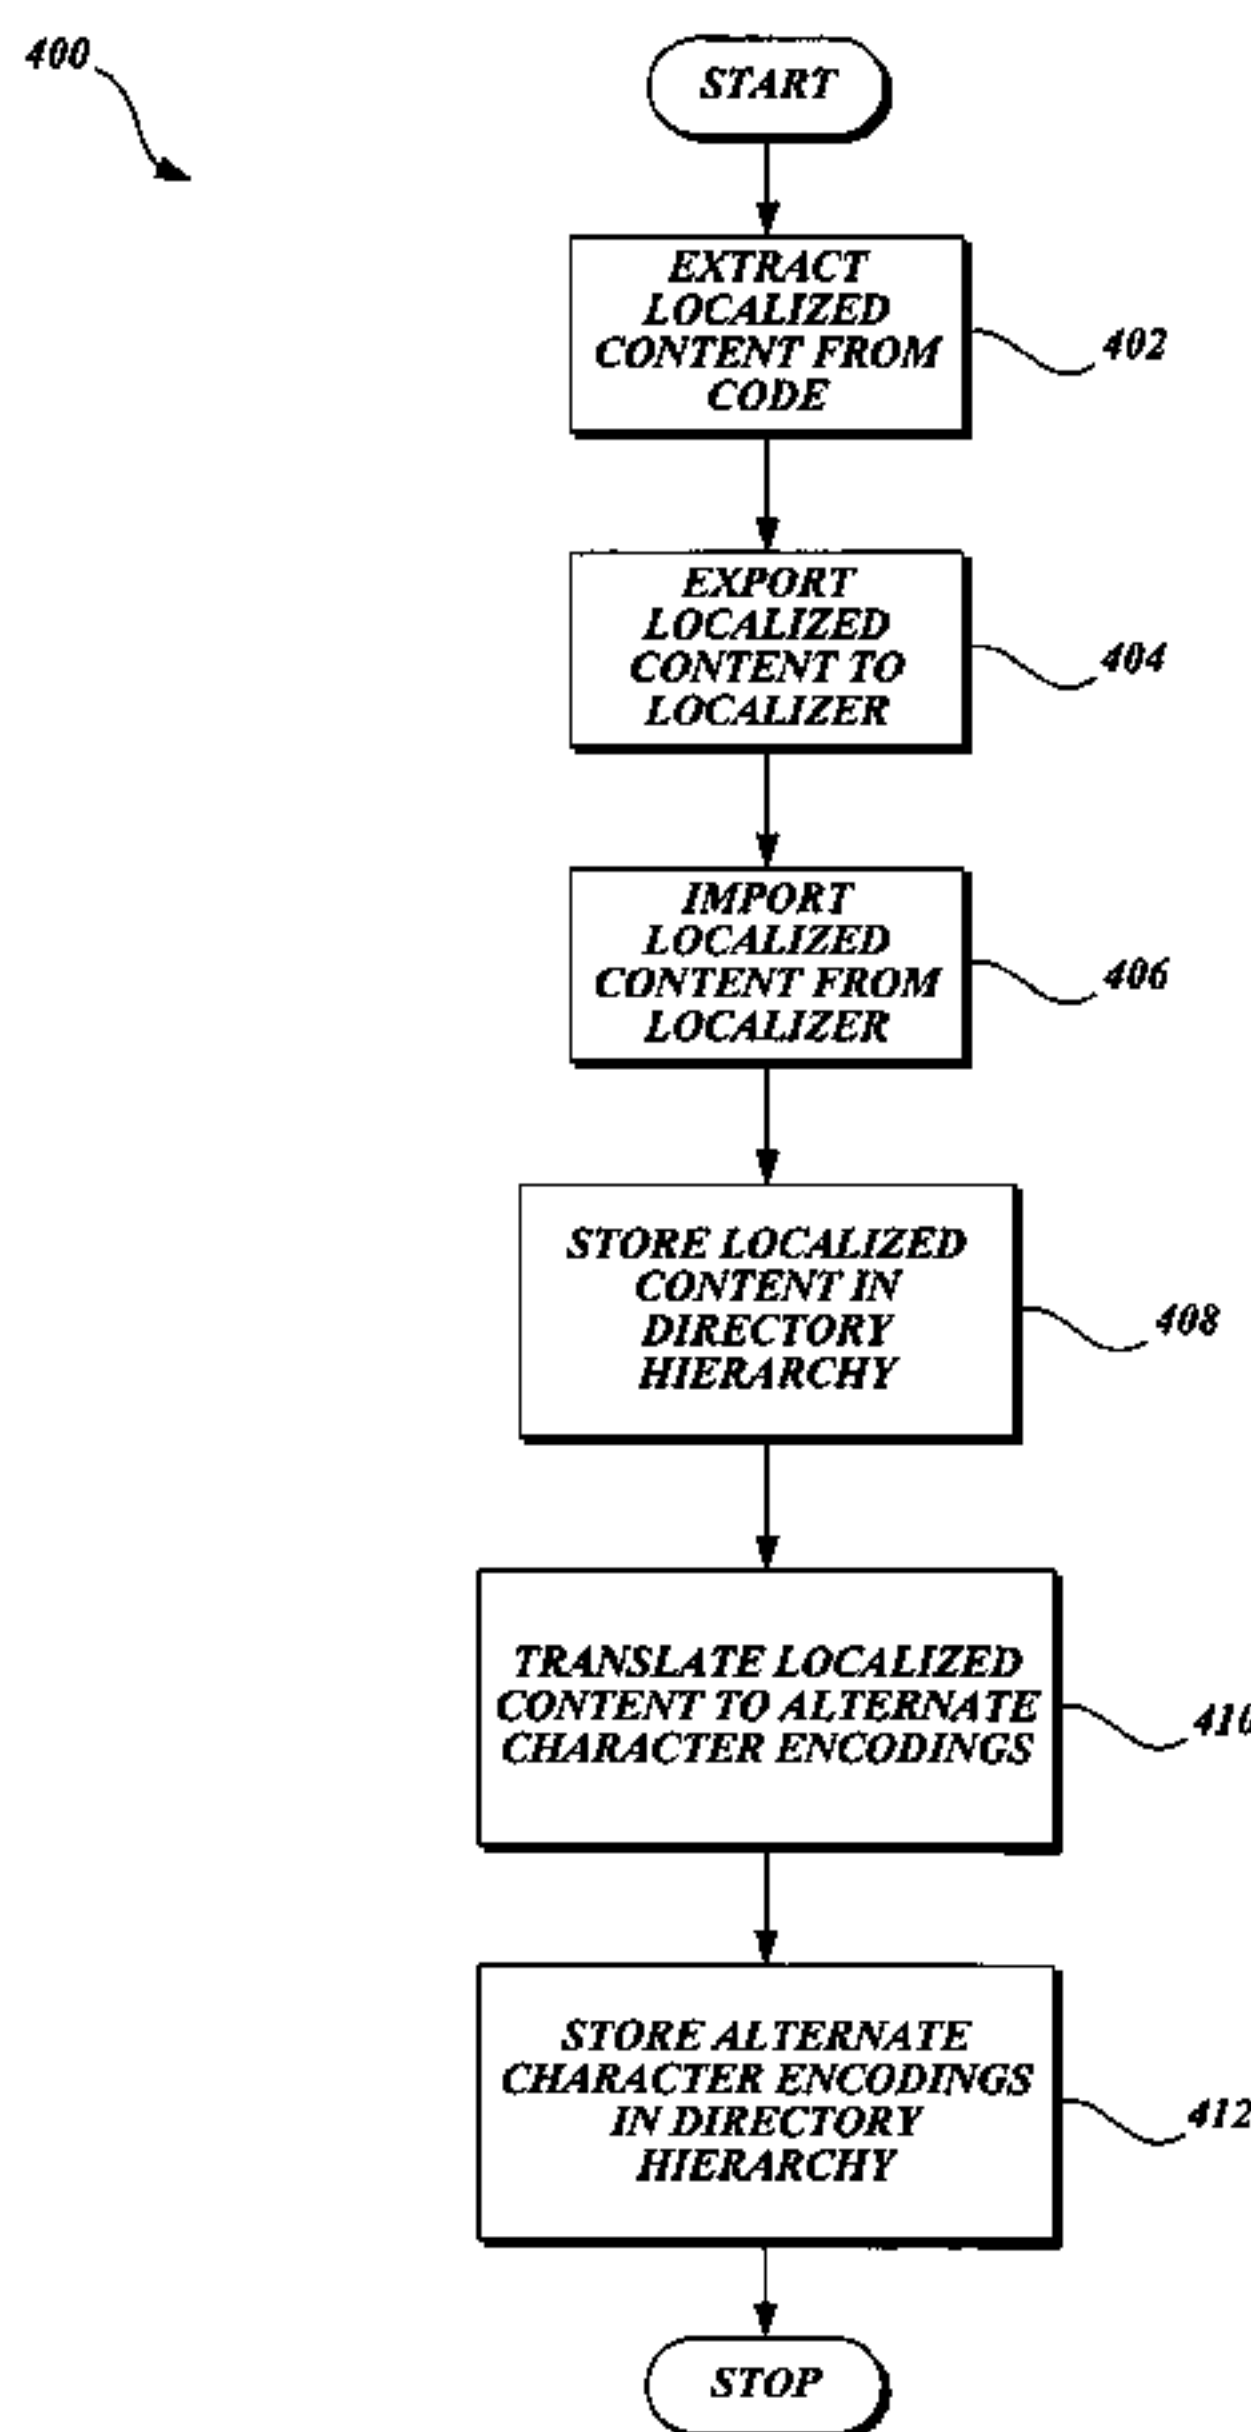 400
START
EXTRACT
LOCALIZED
CONTENT FROM
CODE
402
EXPORT
LOCALIZED
CONTENT TO
LOCALIZER
404
IMPORT
LOCALIZED
CONTENT FROM
LOCALIZER
406
STORE LOCALIZED
CONTENT IN
DIRECTORY
HIERARCHY
408
TRANSLATE LOCALIZED
CONTENT TO ALTERNATE
CHARACTER ENCODINGS
410
STORE ALTERNATE
CHARACTER ENCODINGS
IN DIRECTORY
HIERARCHY
412
STOP